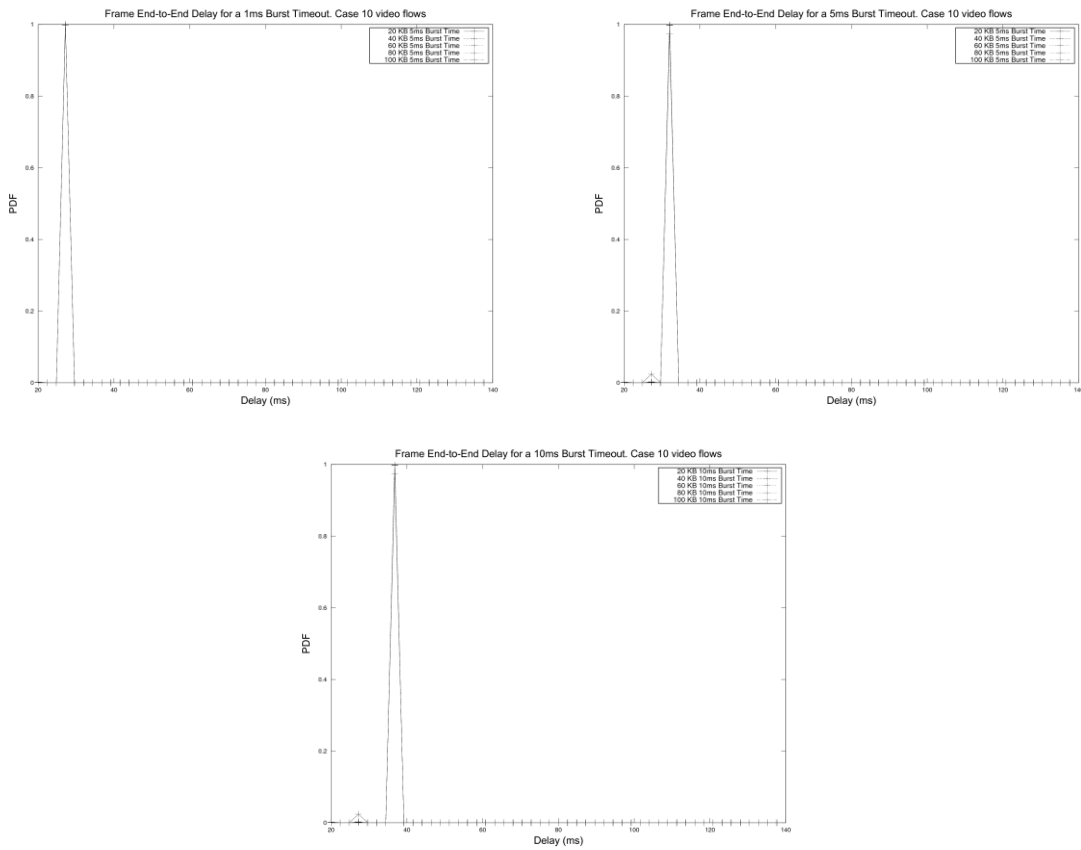 Frame End-to-End Delay for a 1ms Burst Timeout. Case 10 video flows
1
20 KB 5ms Burst Time
40 KB 5ms Burst Time
60 KB 5ms Burst Time
80 KB 5ms Burst Time
100 KB 5ms Burst Time
0.8
0.6
PDF
0.4
0.2
0
20 40 60 80 100 120 140
Delay (ms)
Frame End-to-End Delay for a 5ms Burst Timeout. Case 10 video flows
1
20 KB 5ms Burst Time
40 KB 5ms Burst Time
60 KB 5ms Burst Time
80 KB 5ms Burst Time
100 KB 5ms Burst Time
0.8
0.6
PDF
0.4
0.2
0
20 40 60 80 100 120 140
Delay (ms)
Frame End-to-End Delay for a 10ms Burst Timeout. Case 10 video flows
1
20 KB 10ms Burst Time
40 KB 10ms Burst Time
60 KB 10ms Burst Time
80 KB 10ms Burst Time
100 KB 10ms Burst Time
0.8
0.6
PDF
0.4
0.2
0
20 40 60 80 100 120 140
Delay (ms)